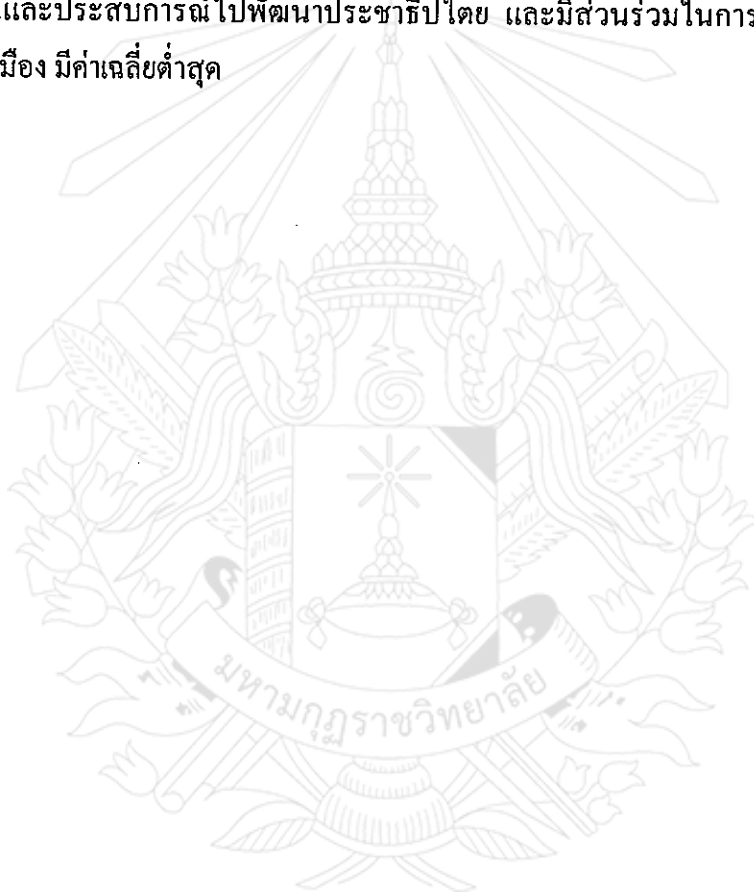 และประสบการณ์ไปพัฒนาประชาธิปไตย และมีส่วนร่วมในการ
มือง มีค่าเฉลี่ยต่ำสุด
มหามกุฏราชวิทยาลัย